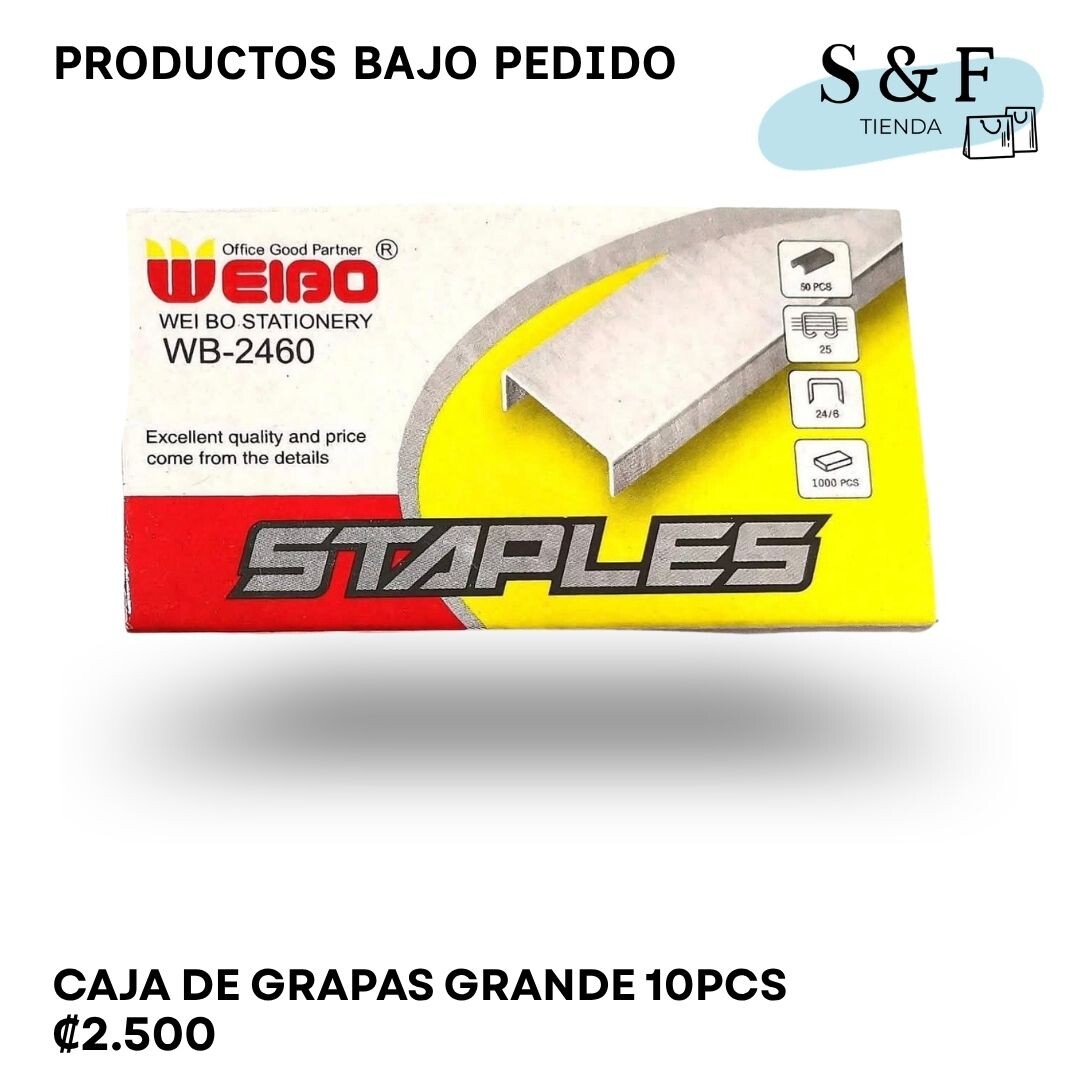 PRODUCTOS BAJO PEDIDO
S & F
TIENDA
Office Good Partner ®
WEIBO
WEI BO STATIONERY
WB-2460
50 PCS
25
24/6
1000 PCS
Excellent quality and price
come from the details
STAPLES
CAJA DE GRAPAS GRANDE 10PCS
₡2.500